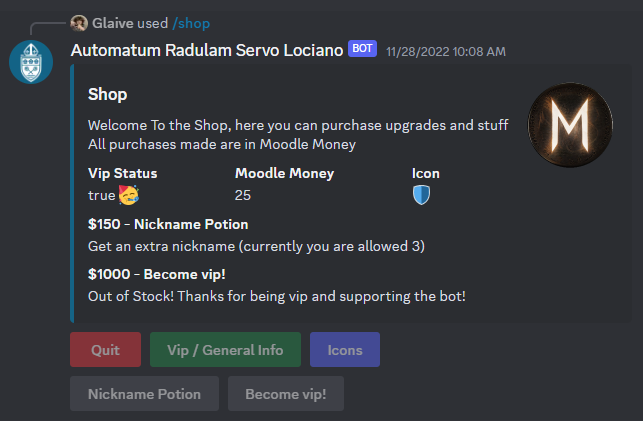 Glaive used /shop
Automatum Radulam Servo Lociano BOT 11/28/2022 10:08 AM
Shop
M
Welcome To the Shop, here you can purchase upgrades and stuff
All purchases made are in Moodle Money
Vip Status Moodle Money Icon
true 25
$150 - Nickname Potion
Get an extra nickname (currently you are allowed 3)
$1000 - Become vip!
Out of Stock! Thanks for being vip and supporting the bot!
Quit Vip / General Info Icons
Nickname Potion Become vip!